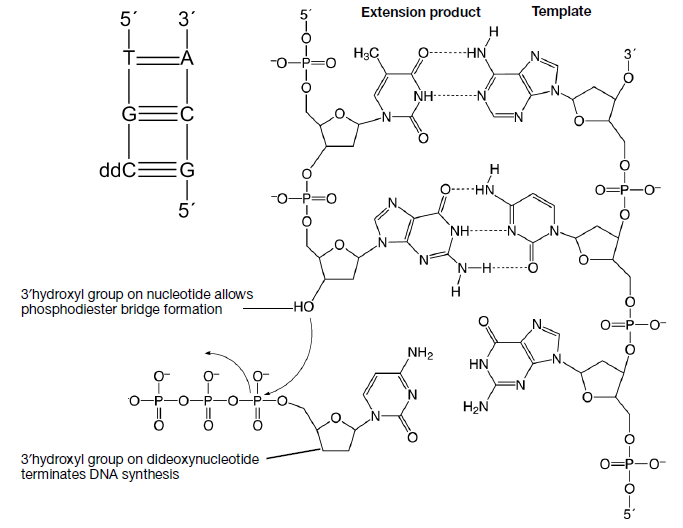 5´ 3´
T A
G C
ddC G
5´
Extension product
Template
5´
O
-O-P=O
O
H₃C
O
NH
N
O
O
H
HN
N
N
N
N
3´
O
O
O
O
-O-P=O
O
O
N
N
O
NH
N
N-H
H
O
H
HN
N
N
O
O
O=P-O-
O
O
HO
3´hydroxyl group on nucleotide allows
phosphodiester bridge formation
O- O- O-
O-P-O-P-O-P-O
O O O
NH₂
N
N
O
O
O
HN
H₂N
N
N
N
O
O
O=P-O-
O
3´hydroxyl group on dideoxynucleotide
terminates DNA synthesis
O
O=P-O-
O
5´